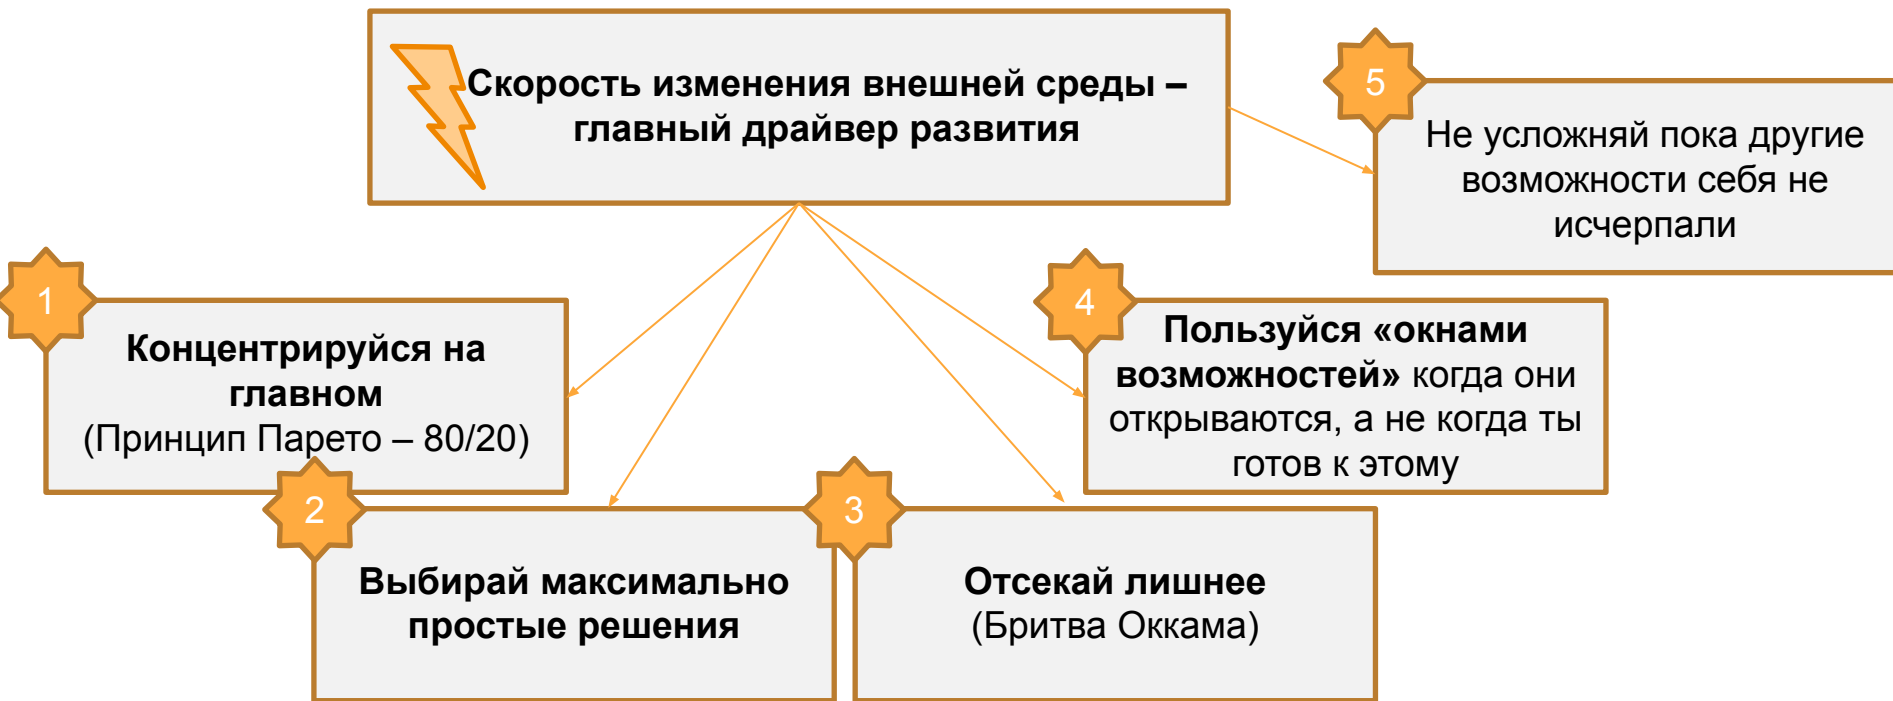 Скорость изменения внешней среды –
главный драйвер развития
5
Не усложняй пока другие
возможности себя не
исчерпали
1
Концентрируйся на
главном
(Принцип Парето – 80/20)
4
Пользуйся «окнами
возможностей» когда они
открываются, а не когда ты
готов к этому
2
Выбирай максимально
простые решения
3
Отсекай лишнее
(Бритва Оккама)